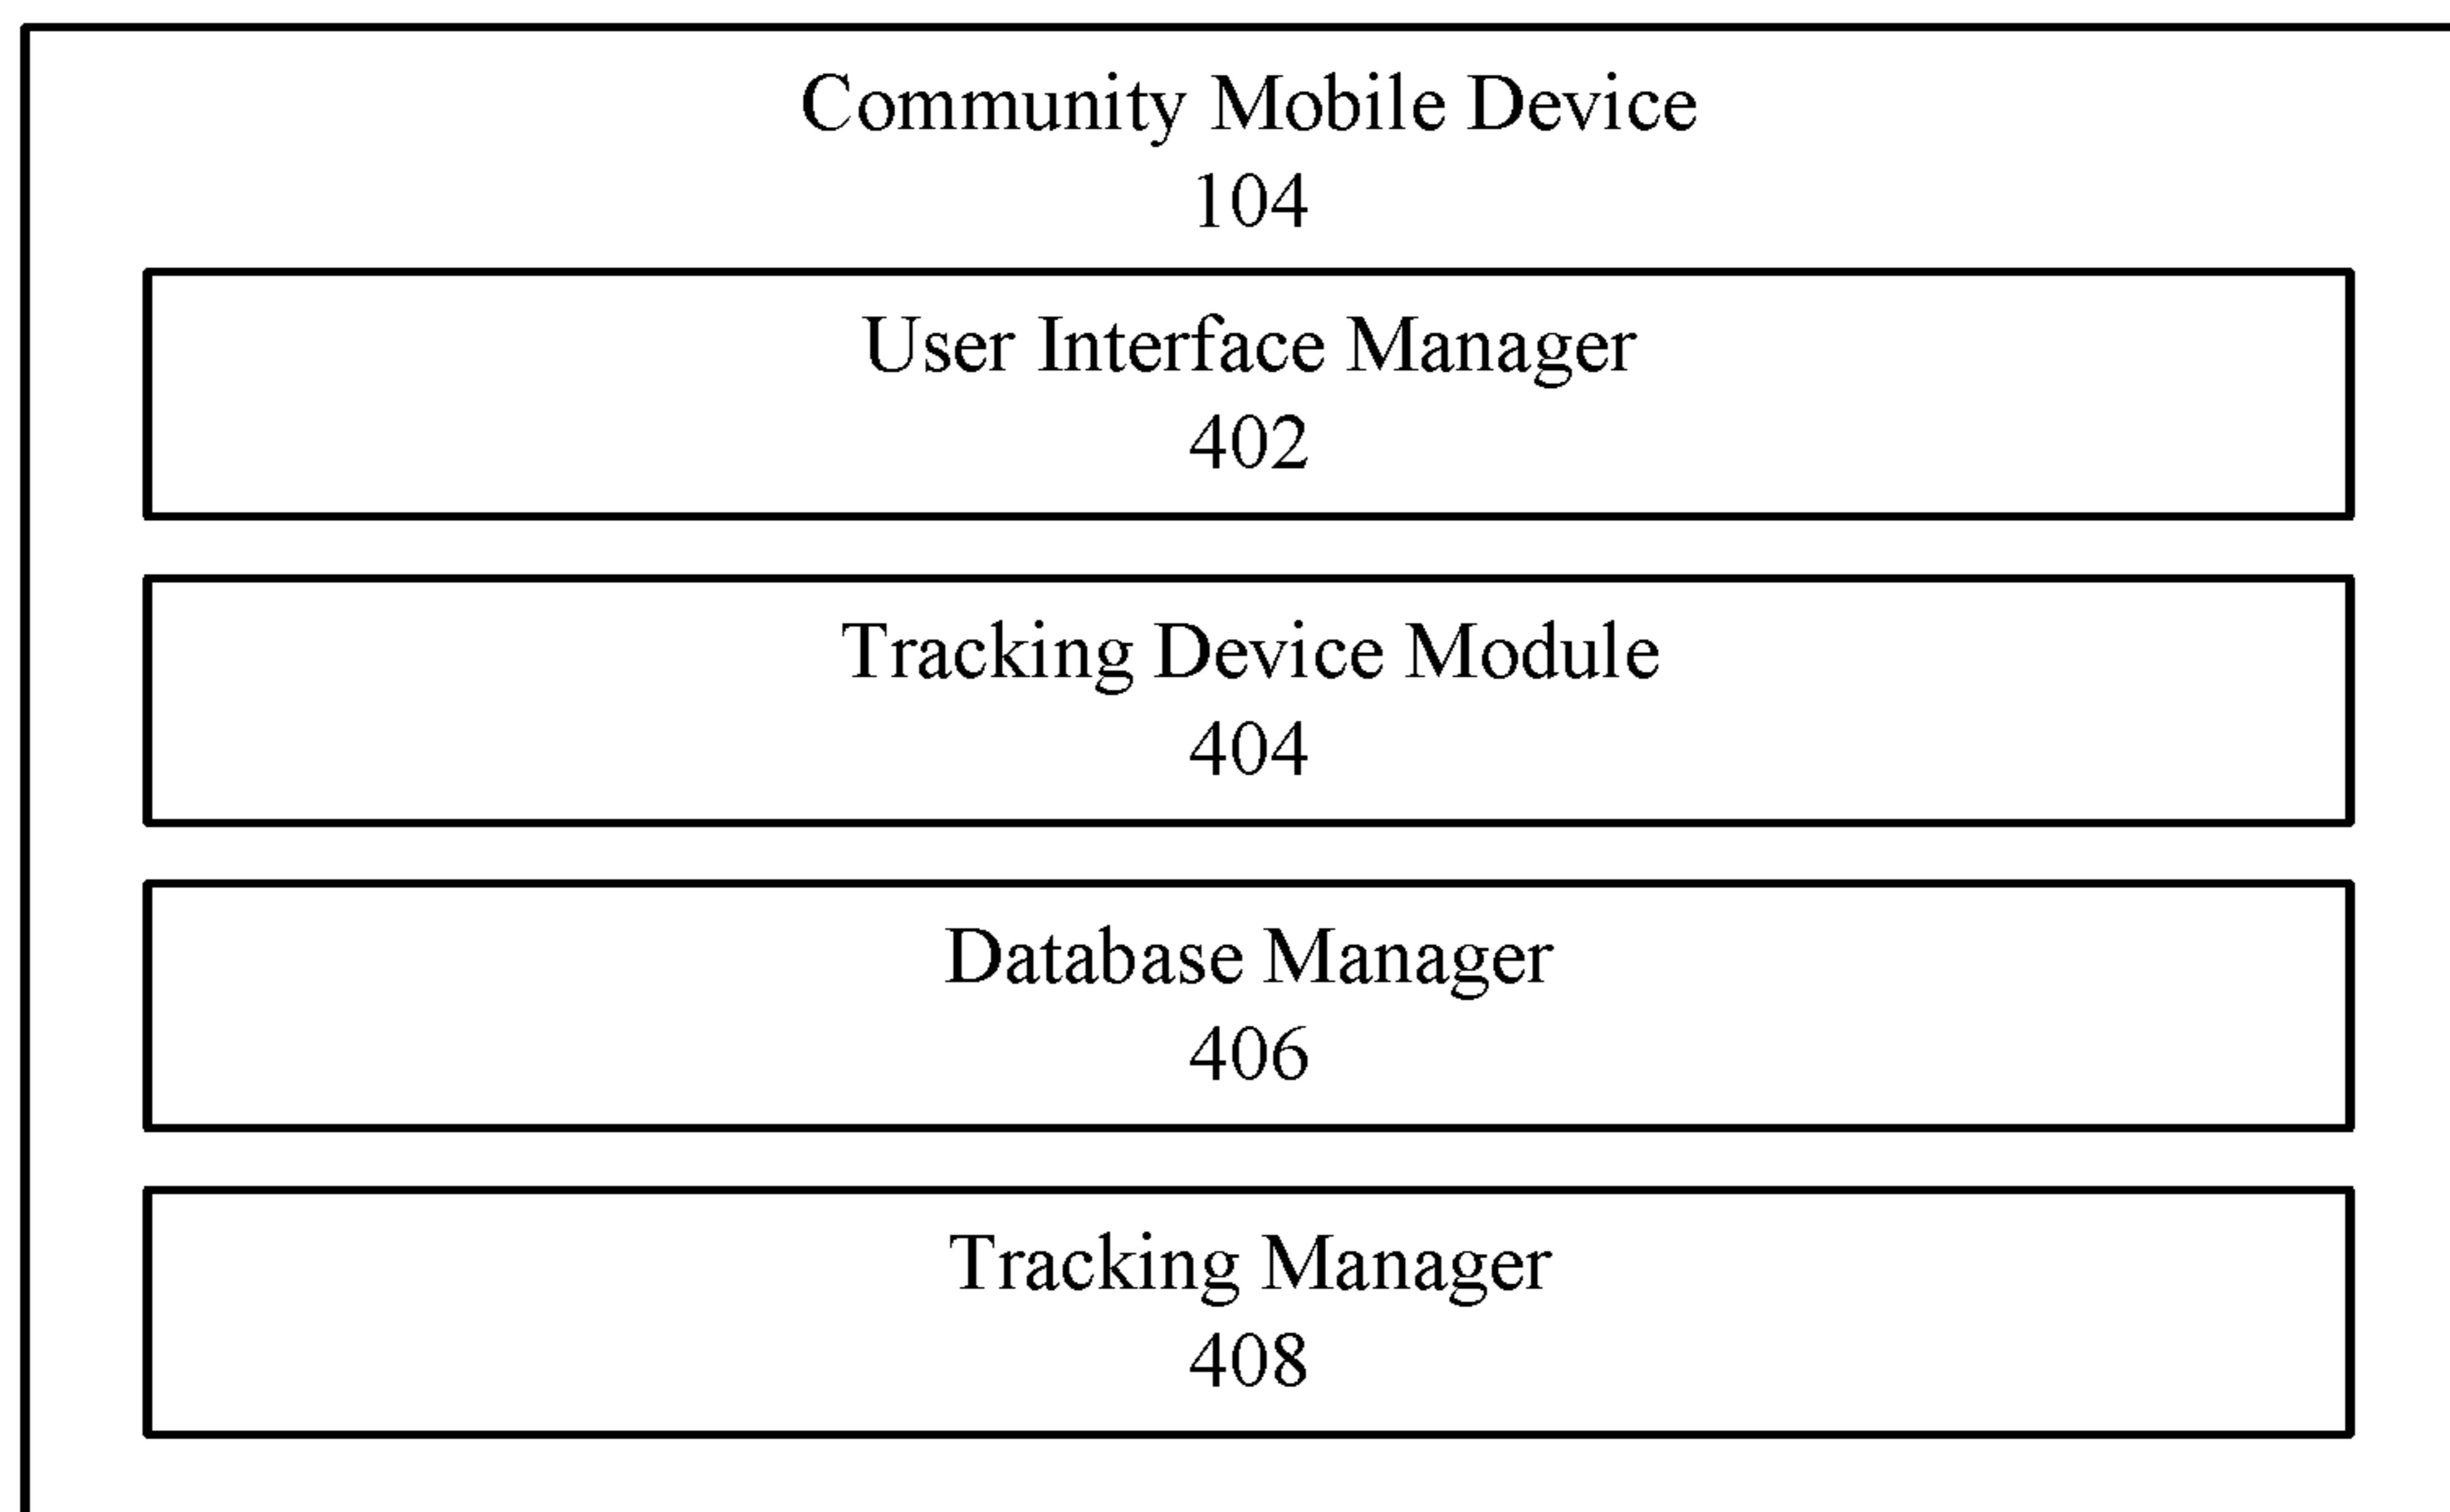 Community Mobile Device
104
User Interface Manager
402
Tracking Device Module
404
Database Manager
406
Tracking Manager
408